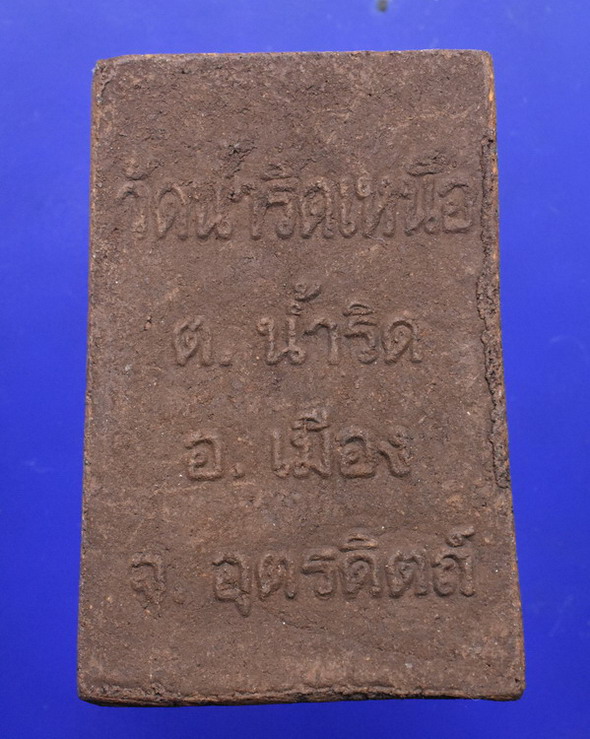 วัดน้ำริดเหนือ
ต. น้ำริด
อ. เมือง
จ. อุตรดิตถ์